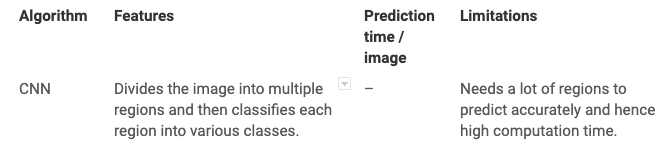 Algorithm Features Prediction time / image Limitations
CNN Divides the image into multiple regions and then classifies each region into various classes. – Needs a lot of regions to predict accurately and hence high computation time.